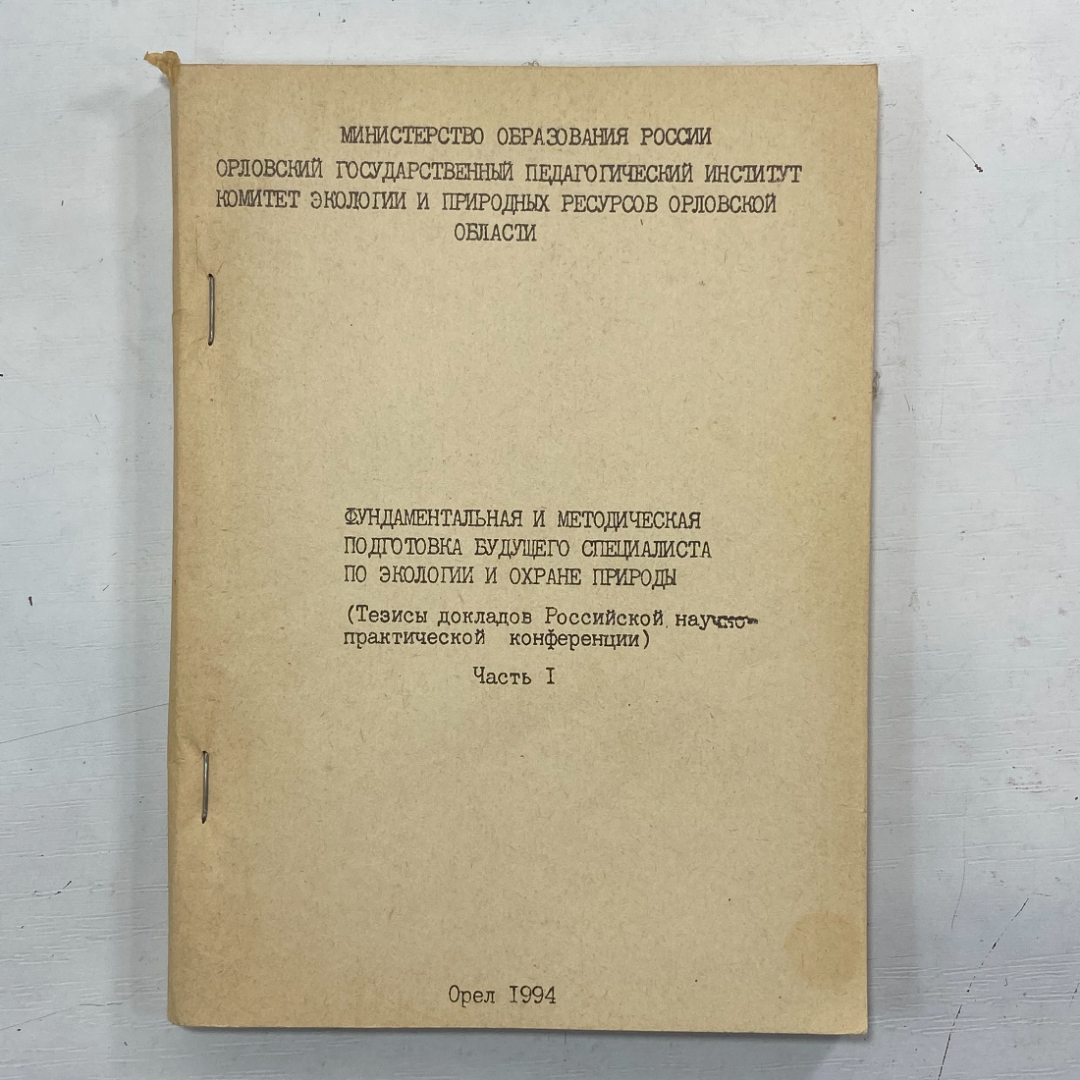 МИНИСТЕРСТВО ОБРАЗОВАНИЯ РОССИИ
ОРЛОВСКИЙ ГОСУДАРСТВЕННЫЙ ПЕДАГОГИЧЕСКИЙ ИНСТИТУТ
КОМИТЕТ ЭКОЛОГИИ И ПРИРОДНЫХ РЕСУРСОВ ОРЛОВСКОЙ
ОБЛАСТИ
ФУНДАМЕНТАЛЬНАЯ И МЕТОДИЧЕСКАЯ
ПОДГОТОВКА БУДУЩЕГО СПЕЦИАЛИСТА
ПО ЭКОЛОГИИ И ОХРАНЕ ПРИРОДЫ
(Тезисы докладов Российской научно-
практической конференции)
Часть I
Орел I994